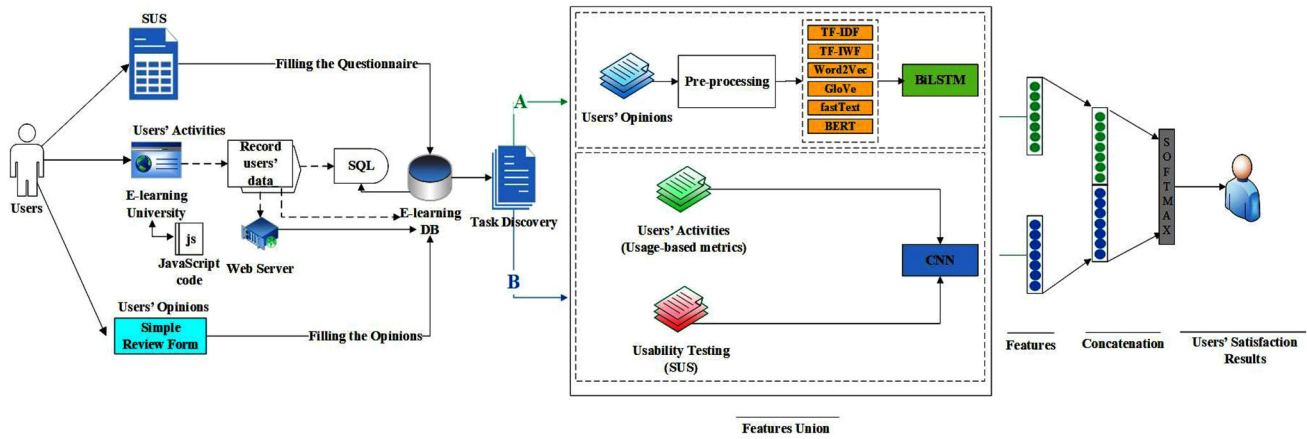 SUS
Filling the Questionnaire
Users
Users' Activities
E-learning
University
js
JavaScript
code
Record
users'
data
SQL
Web Server
E-learning
DB
Users' Opinions
Simple
Review Form
Filling the Opinions
Task Discovery
A
B
Users' Opinions
Pre-processing
TF-IDF
TF-IWF
Word2Vec
GloVe
fastText
BERT
BiLSTM
Users' Activities
(Usage-based metrics)
CNN
Usability Testing
(SUS)
Features Union
SOFTMAX
Features
Concatenation
Users' Satisfaction
Results